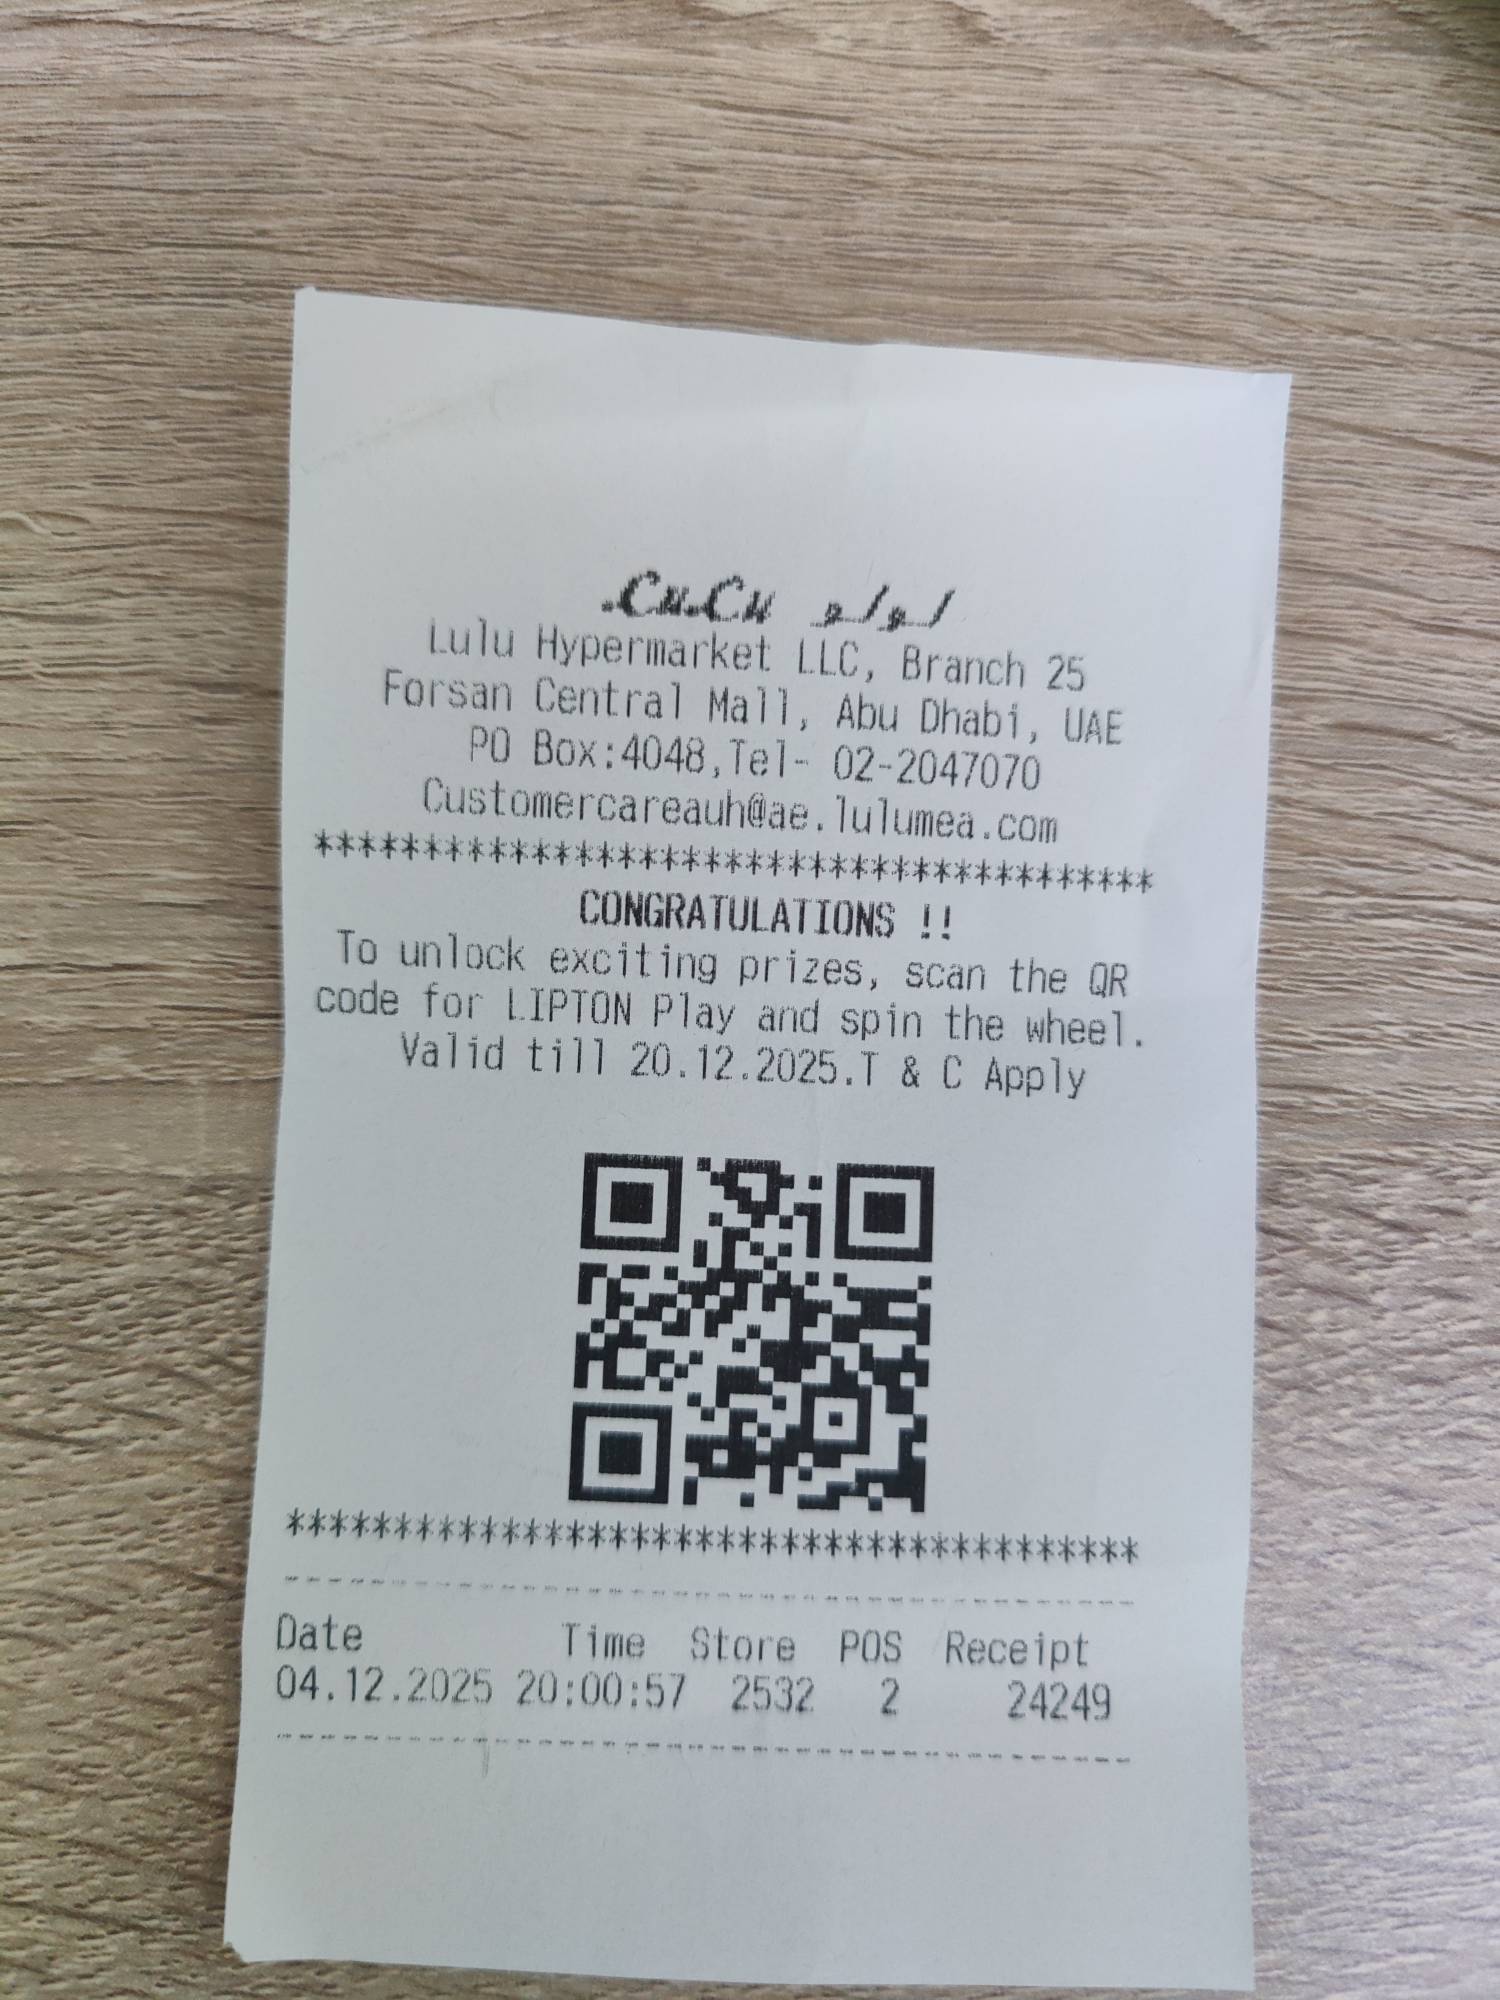 LuLu لولو
Lulu Hypermarket LLC, Branch 25
Forsan Central Mall, Abu Dhabi, UAE
PO Box:4048,Tel- 02-2047070
Customercareauh@ae.lulumea.com
***************************************
CONGRATULATIONS !!
To unlock exciting prizes, scan the QR
code for LIPTON Play and spin the wheel.
Valid till 20.12.2025.T & C Apply
****************************************
----------------------------------------
Date Time Store POS Receipt
04.12.2025 20:00:57 2532 2 24249
----------------------------------------